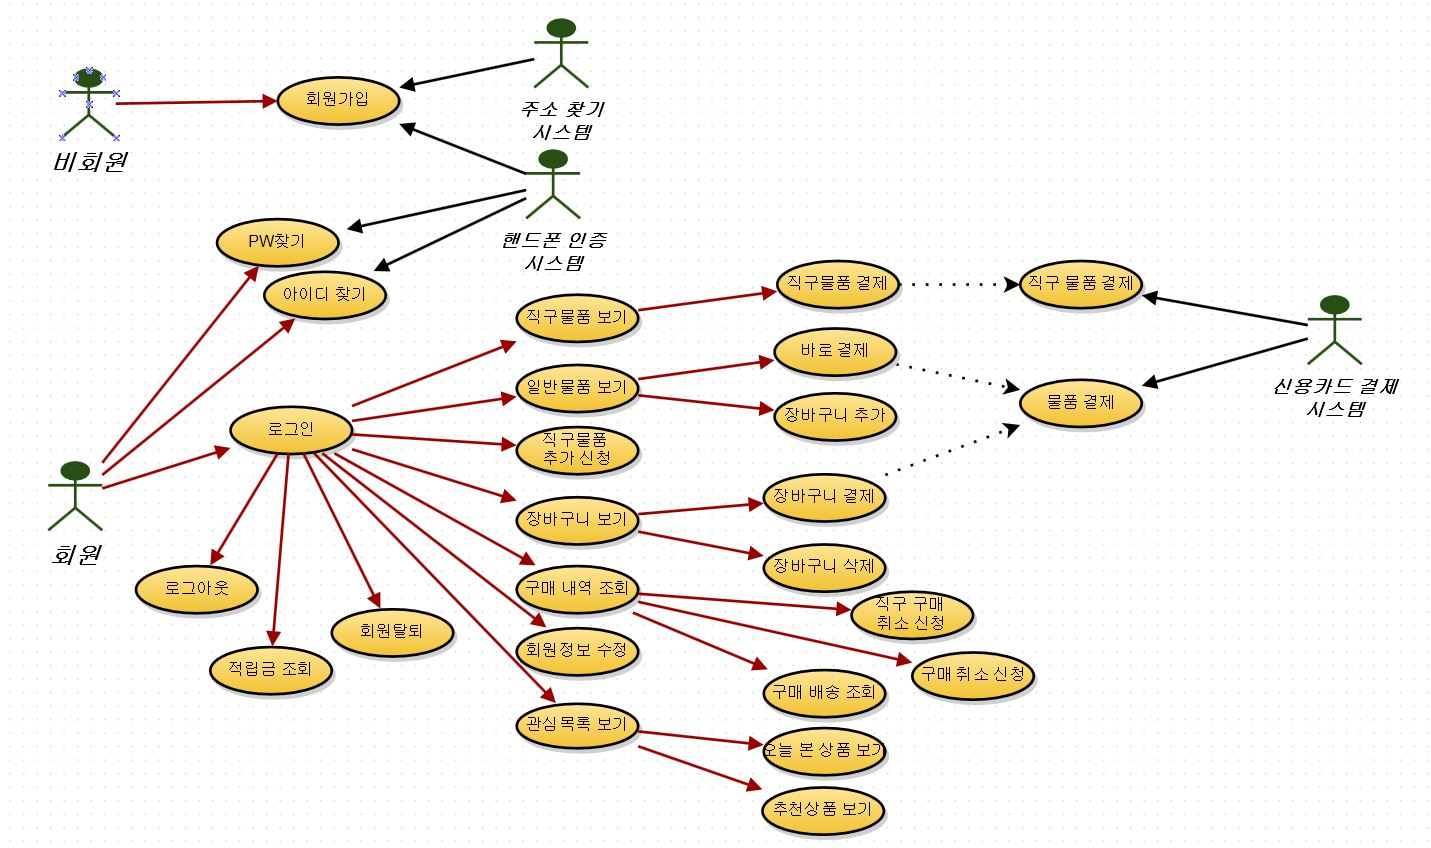 주소 찾기
시스템
회원가입
비회원
핸드폰 인증
시스템
PW찾기
아이디 찾기
직구물품 보기
직구물품 결제
직구 물품 결제
일반물품 보기
바로 결제
신용카드 결제
시스템
장바구니 추가
물품 결제
로그인
직구물품
추가 신청
장바구니 보기
장바구니 결제
회원
장바구니 삭제
로그아웃
구매 내역 조회
직구 구매
취소 신청
회원탈퇴
회원정보 수정
적립금 조회
구매 취소 신청
구매 배송 조회
관심목록 보기
오늘 본 상품 보기
추천상품 보기